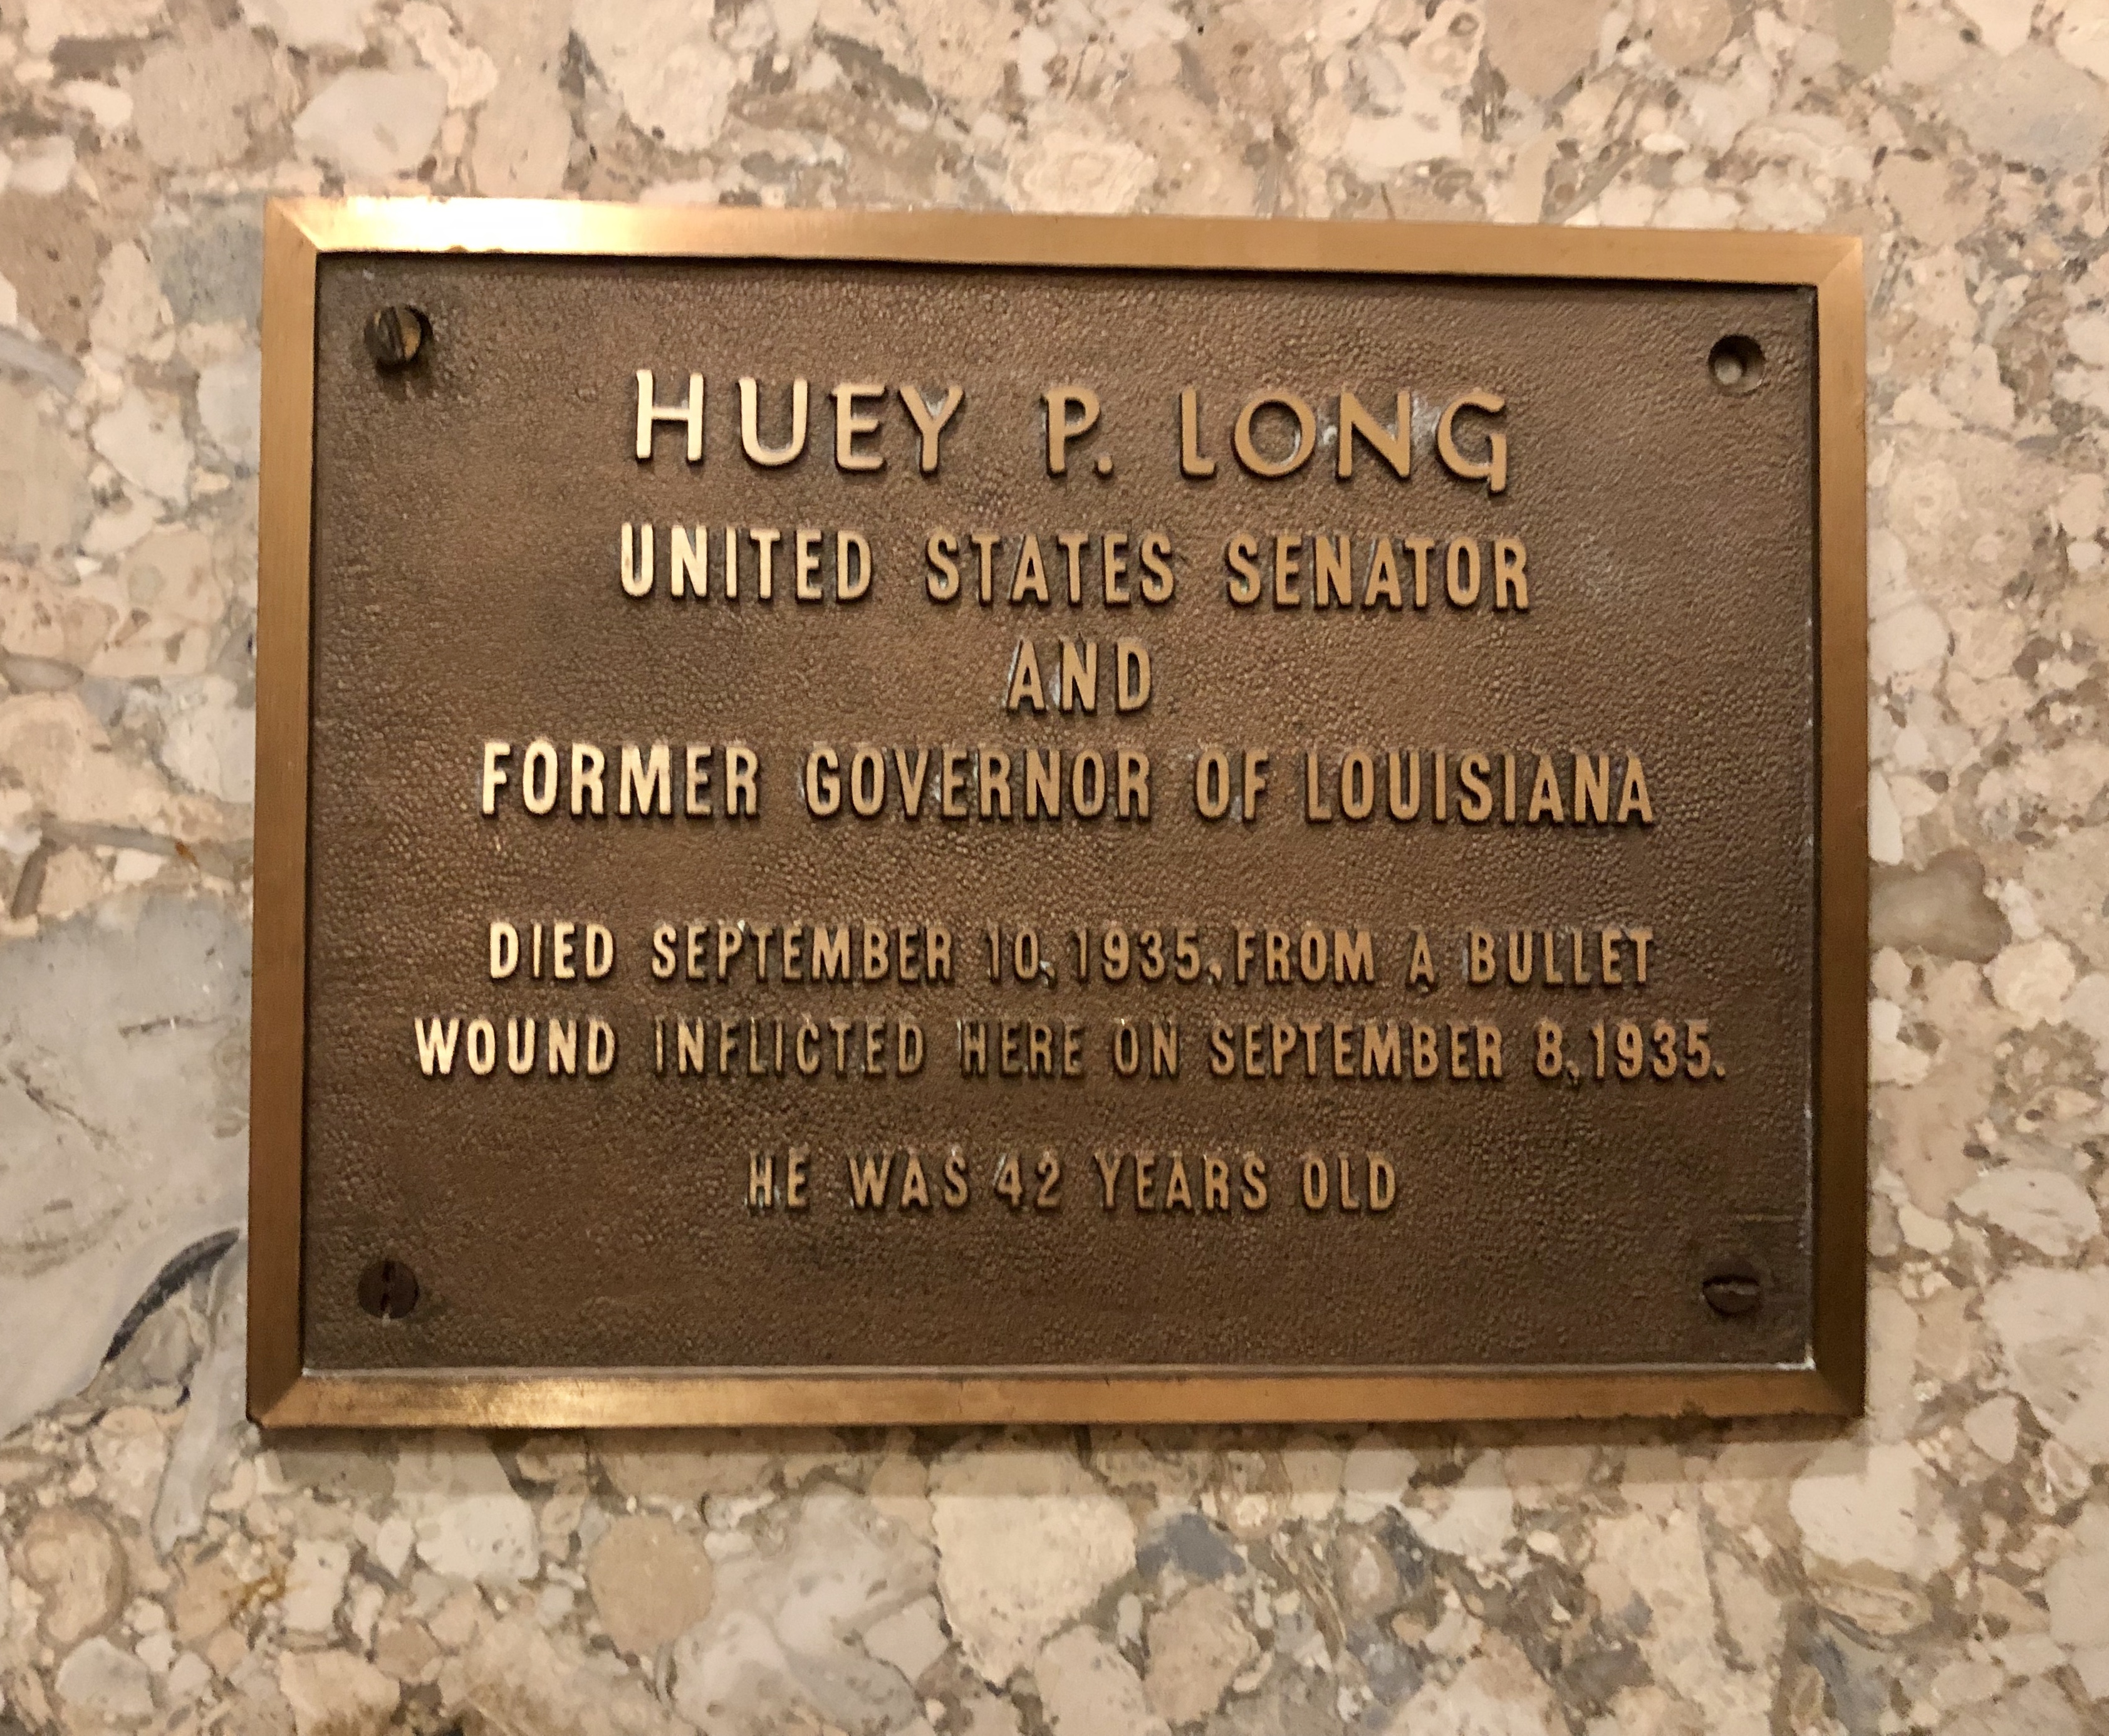 HUEY P. LONG
UNITED STATES SENATOR
AND
FORMER GOVERNOR OF LOUISIANA
DIED SEPTEMBER 10, 1935, FROM A BULLET
WOUND INFLICTED HERE ON SEPTEMBER 8, 1935.
HE WAS 42 YEARS OLD